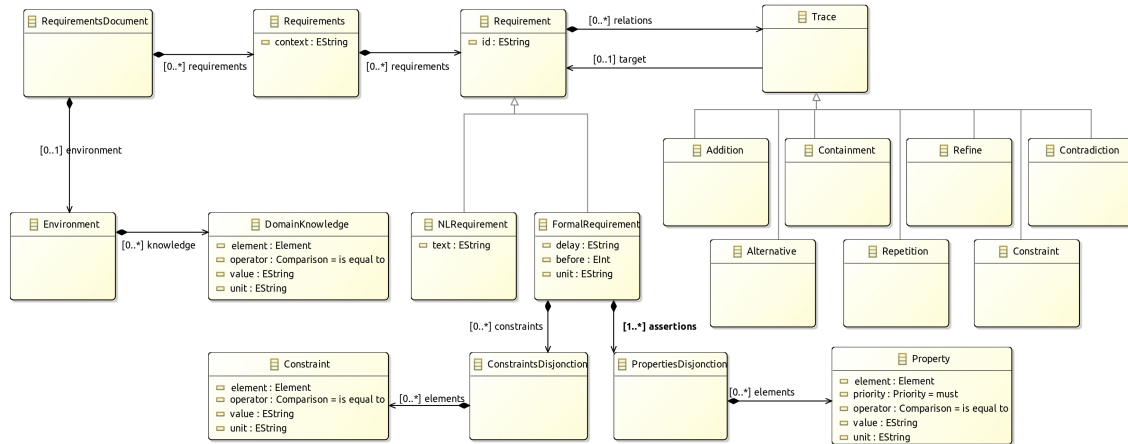 RequirementsDocument
Requirements
context : EString
Requirement
id : EString
Trace
[0..*] relations
[0..1] target
[0..*] requirements
[0..*] requirements
[0..1] environment
Addition
Containment
Refine
Contradiction
Environment
[0..*] knowledge
DomainKnowledge
element : Element
operator : Comparison = is equal to
value : EString
unit : EString
NLRequirement
text : EString
FormalRequirement
delay : EString
before : EInt
unit : EString
Alternative
Repetition
Constraint
[0..*] constraints
[1..*] assertions
Constraint
element : Element
operator : Comparison = is equal to
value : EString
unit : EString
[0..*] elements
ConstraintsDisjonction
PropertiesDisjonction
[0..*] elements
Property
element : Element
priority : Priority = must
operator : Comparison = is equal to
value : EString
unit : EString